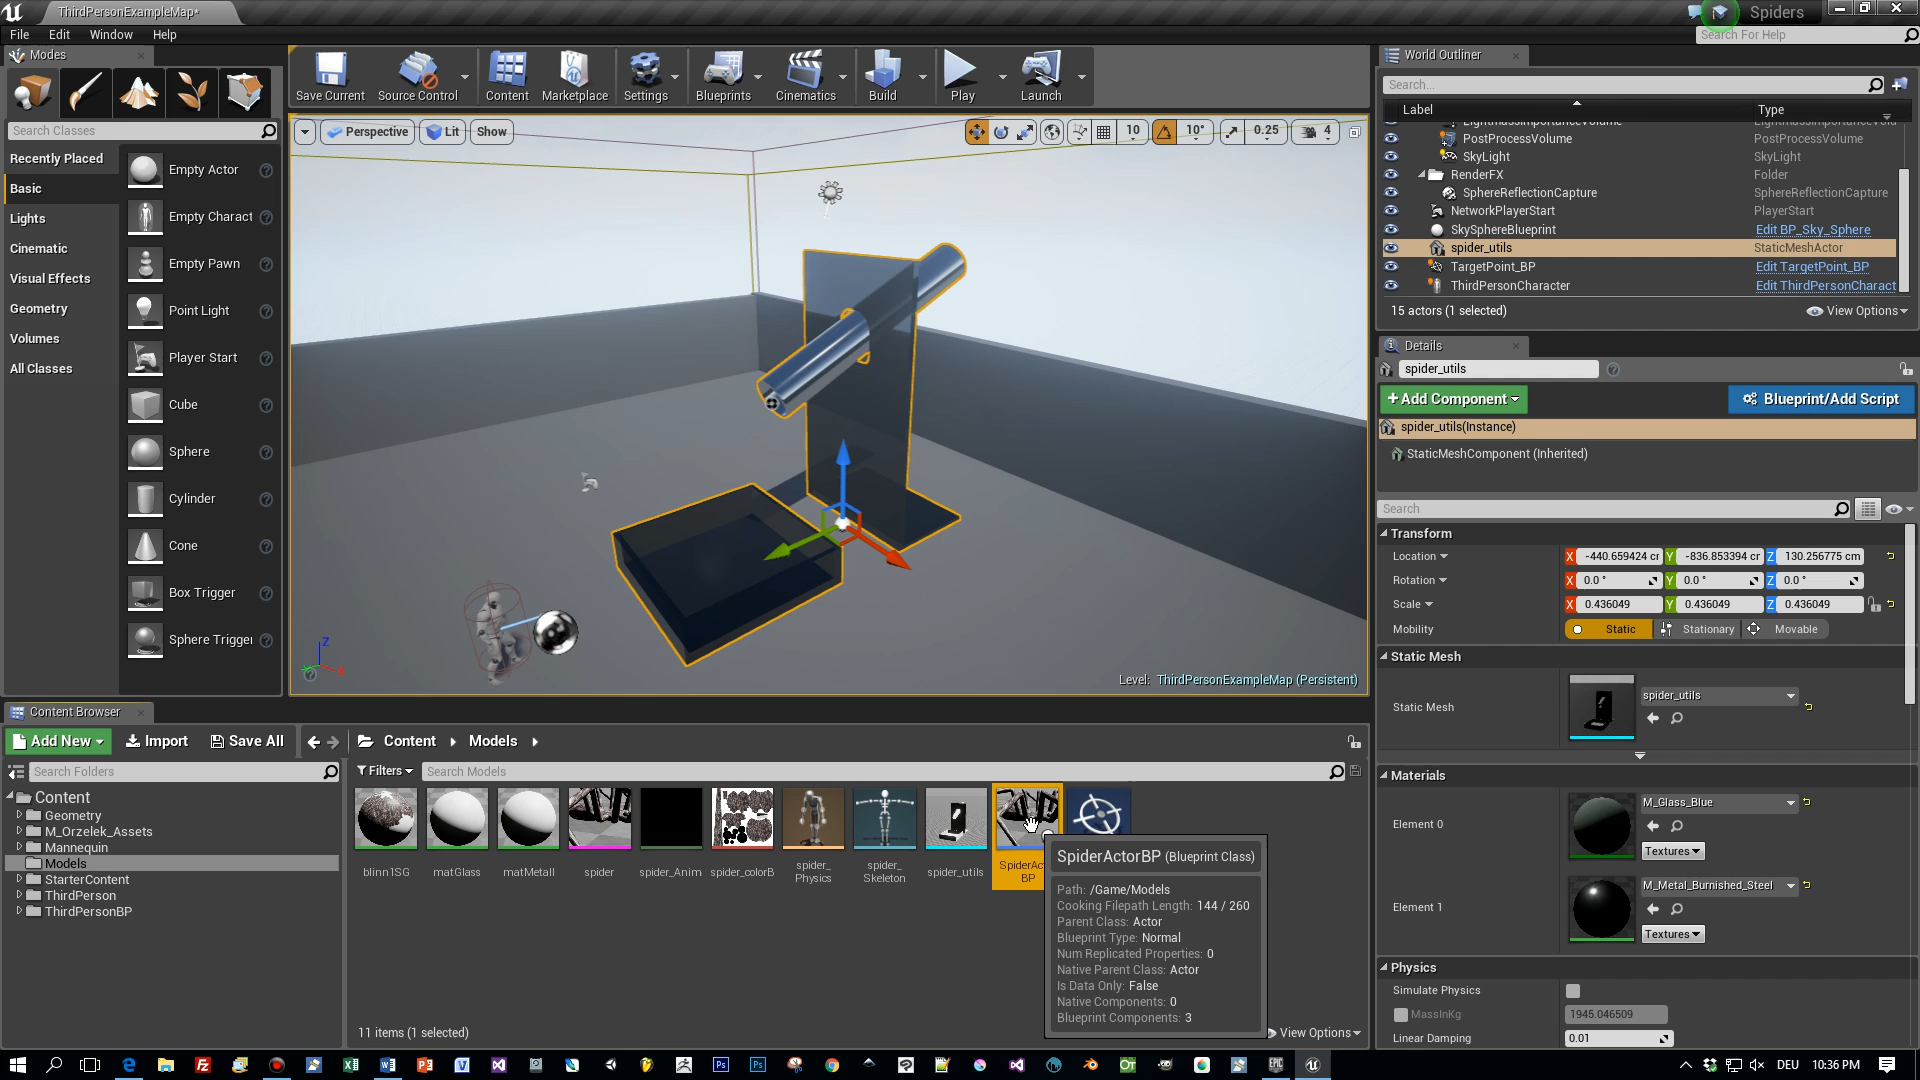 ThirdPersonExampleMap*
Spiders
File Edit Window Help
Search For Help
Modes
Save Current
Source Control
Content
Marketplace
Settings
Blueprints
Cinematics
Build
Play
Launch
Search Classes
Recently Placed
Basic
Lights
Cinematic
Visual Effects
Geometry
Volumes
All Classes
Empty Actor
Empty Charact
Empty Pawn
Point Light
Player Start
Cube
Sphere
Cylinder
Cone
Box Trigger
Sphere Trigger
Perspective
Lit
Show
10
10°
0.25
4
Z
X
Level: ThirdPersonExampleMap (Persistent)
World Outliner
Search...
Label Type
PostProcessVolume PostProcessVolume
SkyLight SkyLight
RenderFX Folder
SphereReflectionCapture SphereReflectionCapture
NetworkPlayerStart PlayerStart
SkySphereBlueprint Edit BP_Sky_Sphere
spider_utils StaticMeshActor
TargetPoint_BP Edit TargetPoint_BP
ThirdPersonCharacter Edit ThirdPersonCharact
15 actors (1 selected) View Options
Details
spider_utils
+Add Component
Blueprint/Add Script
spider_utils(Instance)
StaticMeshComponent (Inherited)
Search
Transform
Location X -440.659424 cr Y -836.853394 cr Z 130.256775 cm
Rotation X 0.0 ° Y 0.0 ° Z 0.0 °
Scale X 0.436049 Y 0.436049 Z 0.436049
Mobility Static Stationary Movable
Static Mesh
Static Mesh spider_utils
Materials
Element 0 M_Glass_Blue
Textures
Element 1 M_Metal_Burnished_Steel
Textures
Physics
Simulate Physics
MassInKg 1945.046509
Linear Damping 0.01
Content Browser
Add New Import Save All Content Models
Search Folders
Filters Search Models
Content
Geometry
M_Orzelek_Assets
Mannequin
Models
StarterContent
ThirdPerson
ThirdPersonBP
blinn1SG
matGlass
matMetall
spider
spider_Anim
spider_colorB
spider_
Physics
spider_
Skeleton
spider_utils
SpiderAc
BP
SpiderActorBP (Blueprint Class)
Path: /Game/Models
Cooking Filepath Length: 144 / 260
Parent Class: Actor
Blueprint Type: Normal
Num Replicated Properties: 0
Native Parent Class: Actor
Is Data Only: False
Native Components: 0
Blueprint Components: 3
11 items (1 selected)
View Options
DEU 10:36 PM